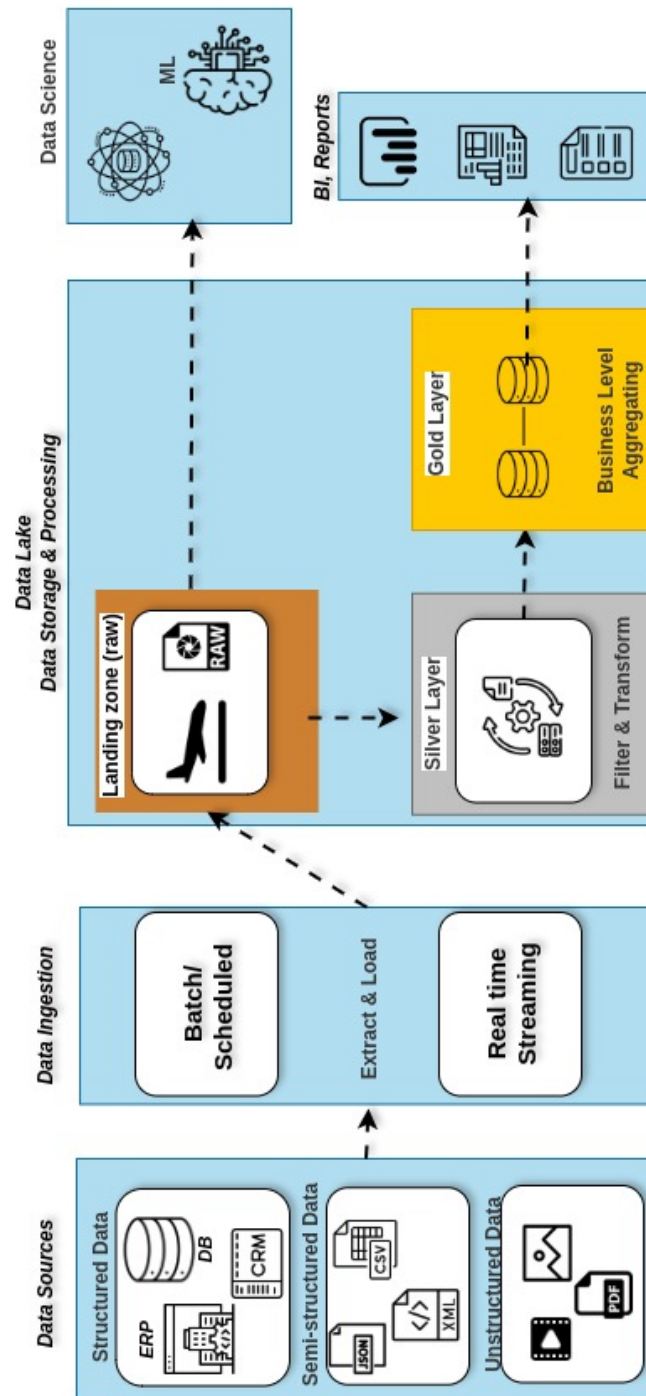 Data Sources
Structured Data
ERP
DB
CRM
Semi-structured Data
JSON
CSV
XML
Unstructured Data
PDF
Data Ingestion
Batch/
Scheduled
Extract & Load
Real time
Streaming
Data Lake
Data Storage & Processing
Landing zone (raw)
RAW
Silver Layer
Filter & Transform
Gold Layer
Business Level
Aggregating
Data Science
ML
BI, Reports